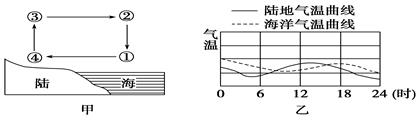 ③ ②
④ ①
陆 海
甲
陆地气温曲线
海洋气温曲线
气温
0 6 12 18 24 (时)
乙